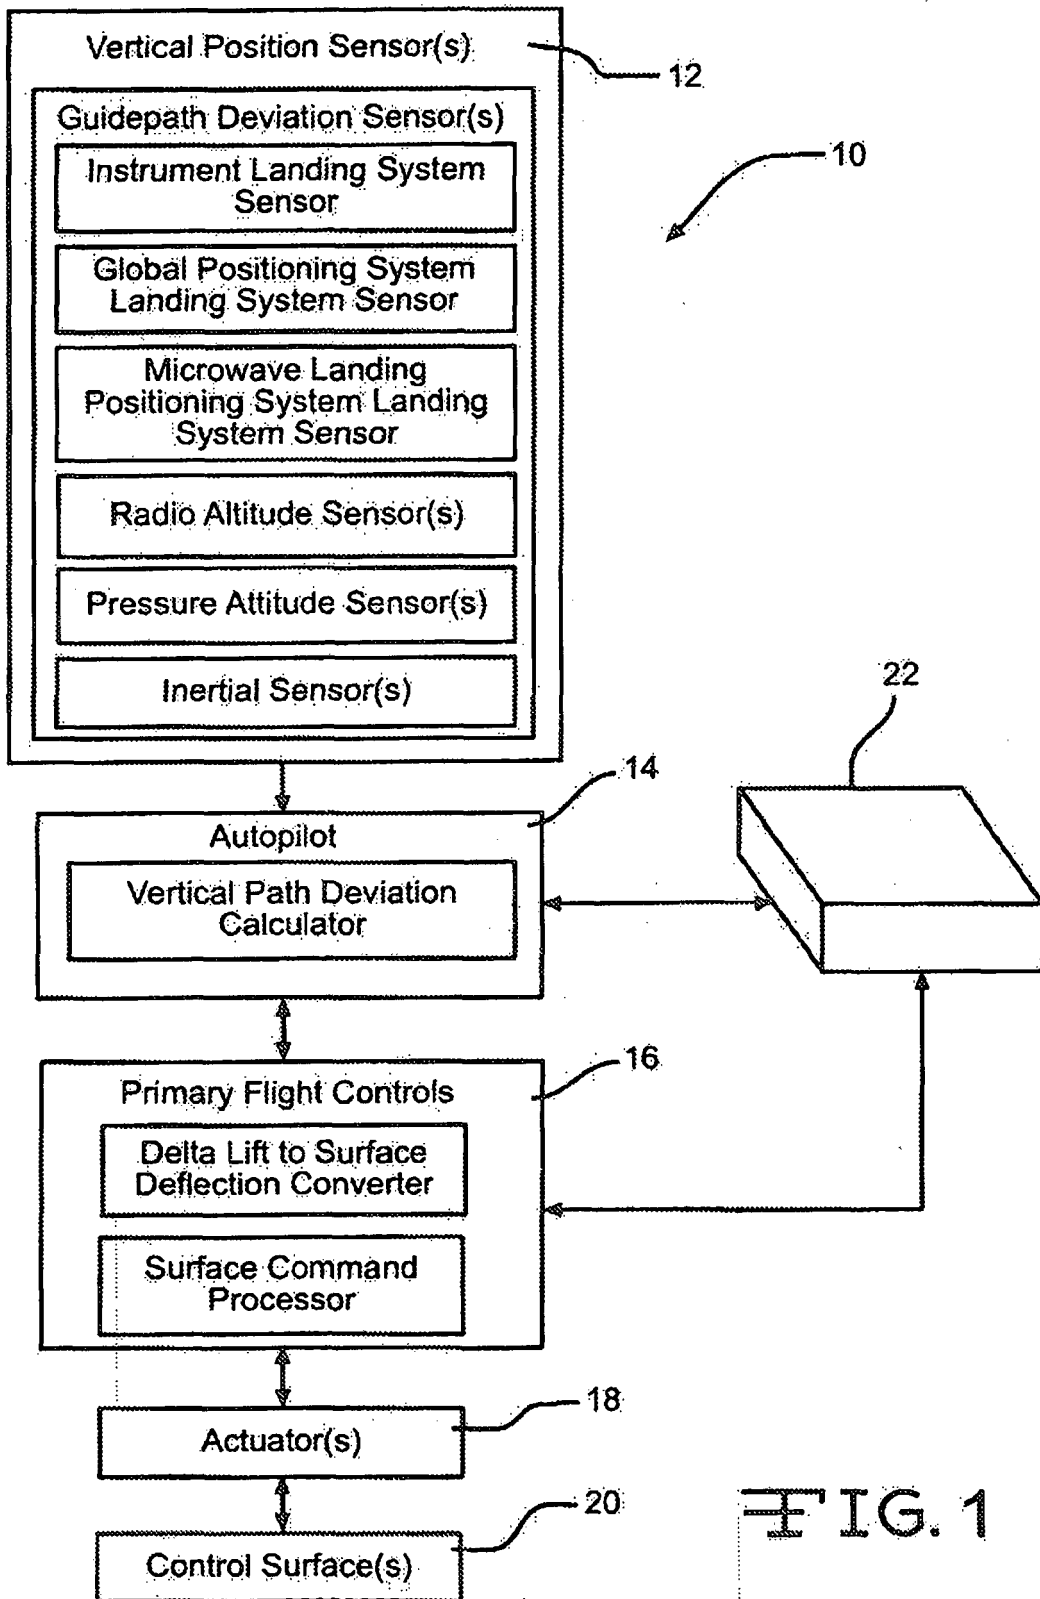 Vertical Position Sensor(s)
12
Guidepath Deviation Sensor(s)
Instrument Landing System
Sensor
10
Global Positioning System
Landing System Sensor
Microwave Landing
Positioning System Landing
System Sensor
Radio Altitude Sensor(s)
Pressure Attitude Sensor(s)
Inertial Sensor(s)
22
14
Autopilot
Vertical Path Deviation
Calculator
16
Primary Flight Controls
Delta Lift to Surface
Deflection Converter
Surface Command
Processor
18
Actuator(s)
20
Control Surface(s)
FIG. 1